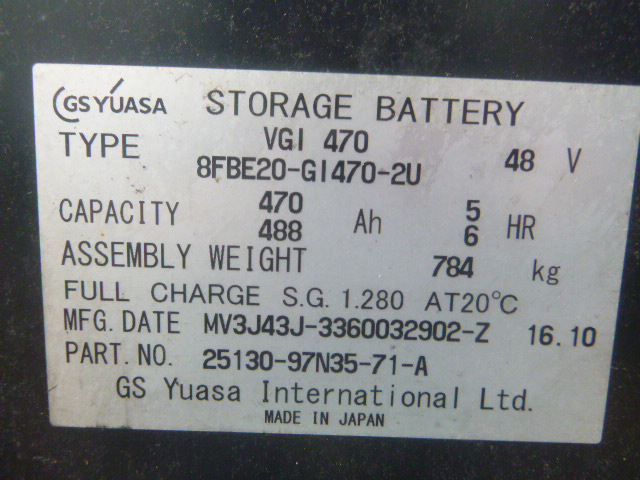 GS YUASA STORAGE BATTERY
TYPE VGI 470 48 V
8FBE20-GI470-2U
CAPACITY 470 Ah 5 HR
488 6
ASSEMBLY WEIGHT 784 kg
FULL CHARGE S.G. 1.280 AT20℃
MFG. DATE MV3J43J-3360032902-Z 16.10
PART. NO. 25130-97N35-71-A
GS Yuasa International Ltd.
MADE IN JAPAN